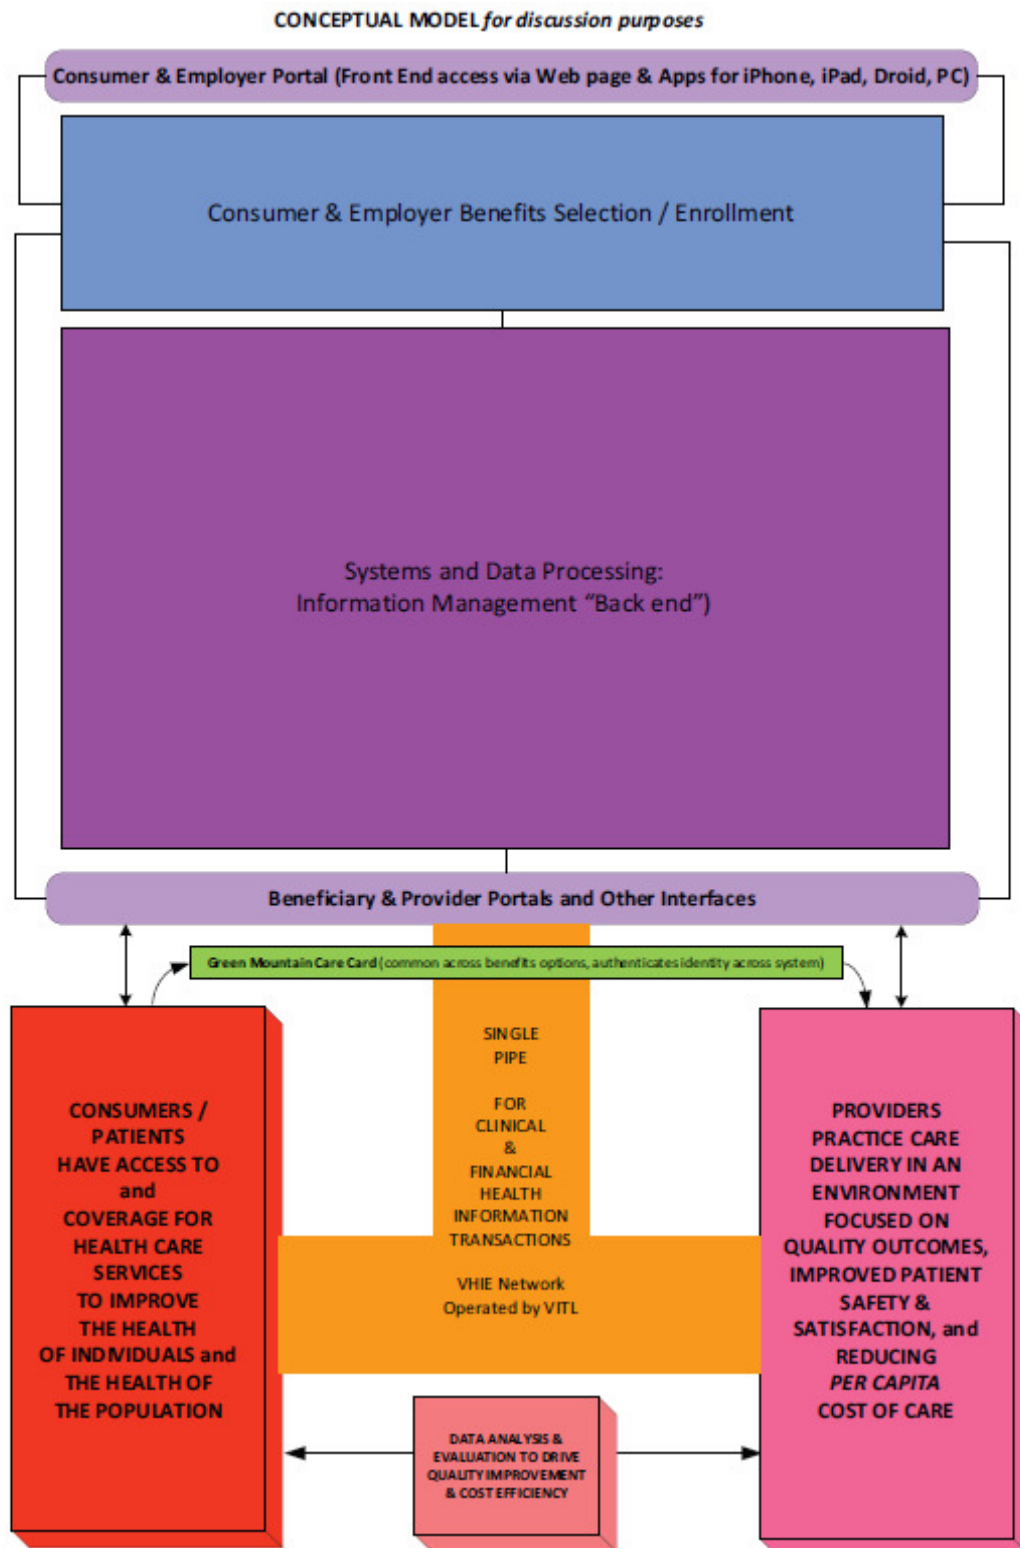 CONCEPTUAL MODEL for discussion purposes
Consumer & Employer Portal (Front End access via Web page & Apps for iPhone, iPad, Droid, PC)
Consumer & Employer Benefits Selection / Enrollment
Systems and Data Processing:
Information Management “Back end”)
Beneficiary & Provider Portals and Other Interfaces
Green Mountain Care Card (common across benefits options, authenticates identity across system)
SINGLE
PIPE
FOR
CLINICAL
&
FINANCIAL
HEALTH
INFORMATION
TRANSACTIONS
VHIE Network
Operated by VITL
CONSUMERS /
PATIENTS
HAVE ACCESS TO
and
COVERAGE FOR
HEALTH CARE
SERVICES
TO IMPROVE
THE HEALTH
OF INDIVIDUALS and
THE HEALTH OF
THE POPULATION
PROVIDERS
PRACTICE CARE
DELIVERY IN AN
ENVIRONMENT
FOCUSED ON
QUALITY OUTCOMES,
IMPROVED PATIENT
SAFETY &
SATISFACTION, and
REDUCING
PER CAPITA
COST OF CARE
DATA ANALYSIS &
EVALUATION TO DRIVE
QUALITY IMPROVEMENT
& COST EFFICIENCY